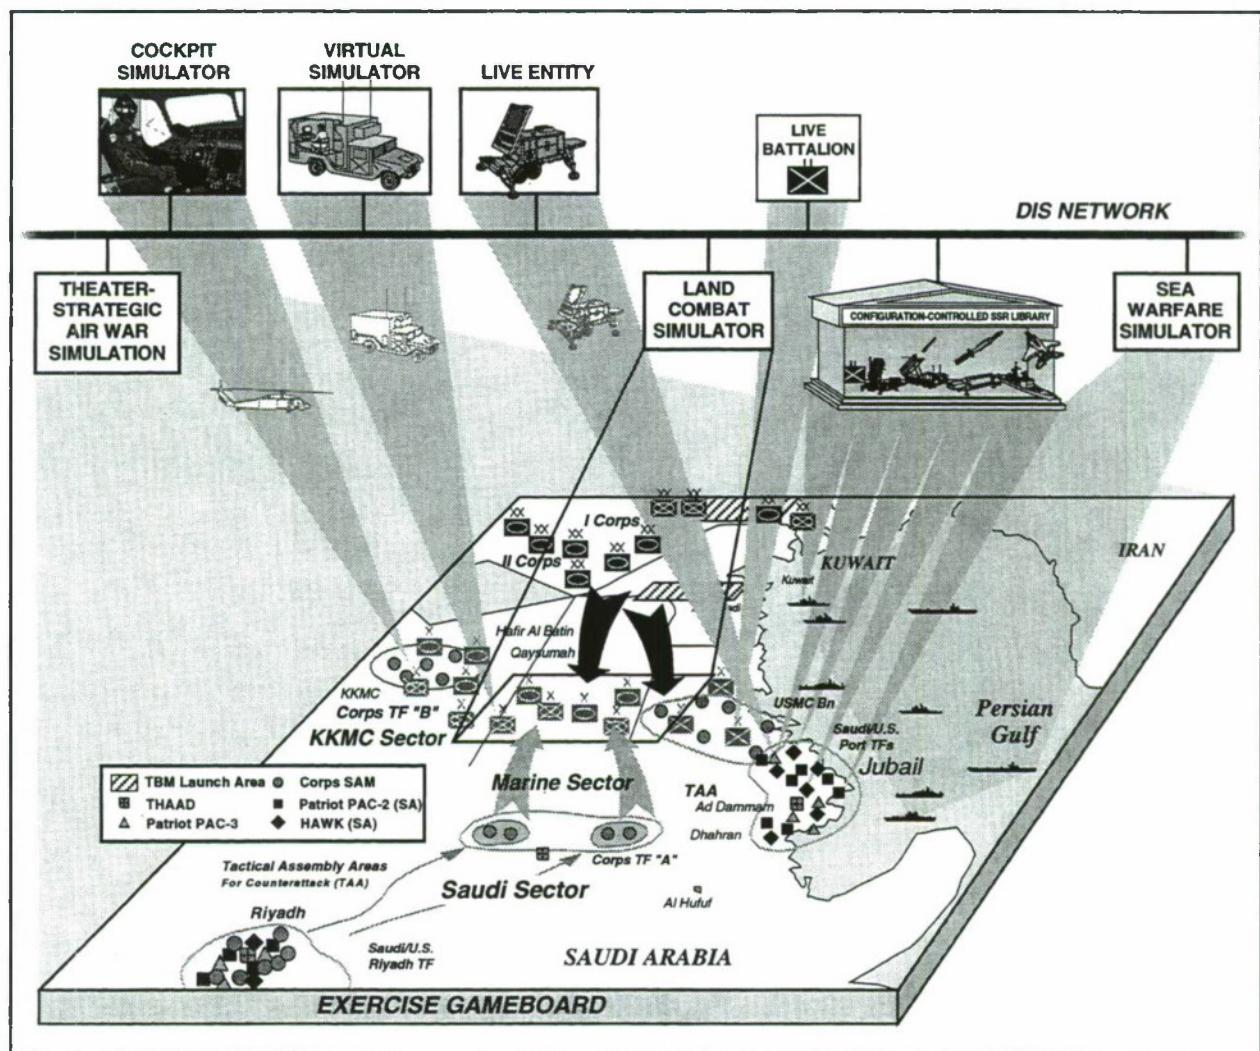 COCKPIT
SIMULATOR
VIRTUAL
SIMULATOR
LIVE ENTITY
LIVE
BATTALION
DIS NETWORK
THEATER-
STRATEGIC
AIR WAR
SIMULATION
LAND
COMBAT
SIMULATOR
CONFIGURATION-CONTROLLED SSR LIBRARY
SEA
WARFARE
SIMULATOR
I Corps
II Corps
KUWAIT
IRAN
Kuwait
Hafir Al Batin
Qaysumah
KKMC
Corps TF "B"
KKMC Sector
USMC Bn
Saudi/U.S.
Port TFs
Jubail
Persian
Gulf
TBM Launch Area
Corps SAM
THAAD
Patriot PAC-2 (SA)
Patriot PAC-3
HAWK (SA)
Marine Sector
TAA
Ad Dammam
Dhahran
Tactical Assembly Areas
For Counterattack (TAA)
Corps TF "A"
Saudi Sector
Al Hufuf
Riyadh
Saudi/U.S.
Riyadh TF
SAUDI ARABIA
EXERCISE GAMEBOARD